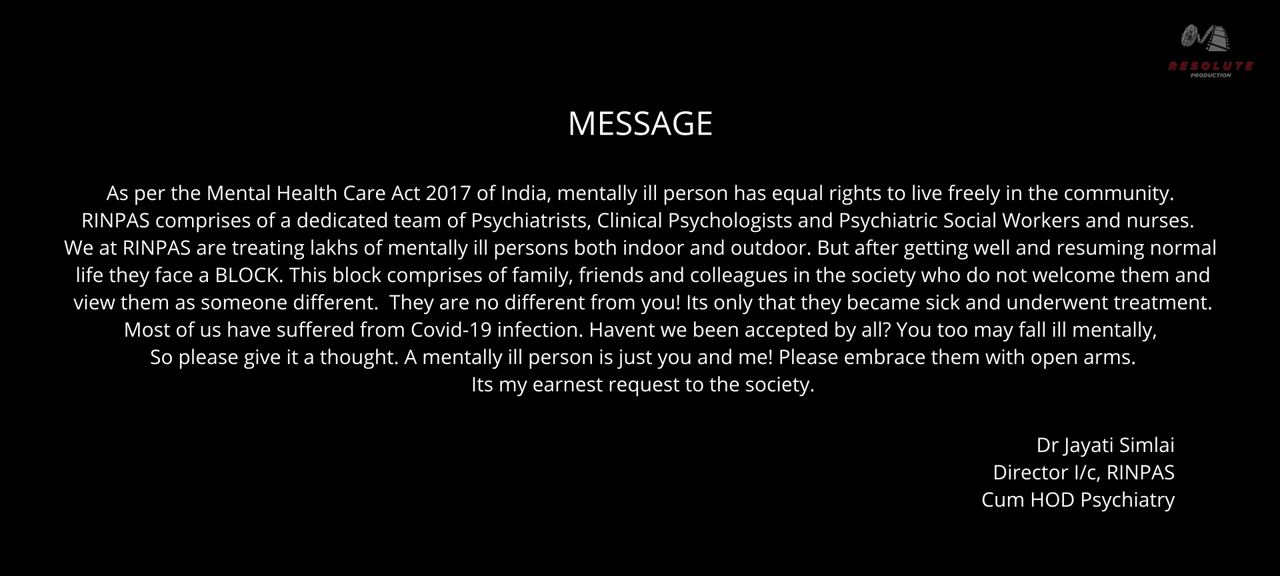 RESOLUTE
PRODUCTION
MESSAGE
As per the Mental Health Care Act 2017 of India, mentally ill person has equal rights to live freely in the community.
RINPAS comprises of a dedicated team of Psychiatrists, Clinical Psychologists and Psychiatric Social Workers and nurses.
We at RINPAS are treating lakhs of mentally ill persons both indoor and outdoor. But after getting well and resuming normal
life they face a BLOCK. This block comprises of family, friends and colleagues in the society who do not welcome them and
view them as someone different.  They are no different from you! Its only that they became sick and underwent treatment.
Most of us have suffered from Covid-19 infection. Havent we been accepted by all? You too may fall ill mentally,
So please give it a thought. A mentally ill person is just you and me! Please embrace them with open arms.
Its my earnest request to the society.
Dr Jayati Simlai
Director I/c, RINPAS
Cum HOD Psychiatry